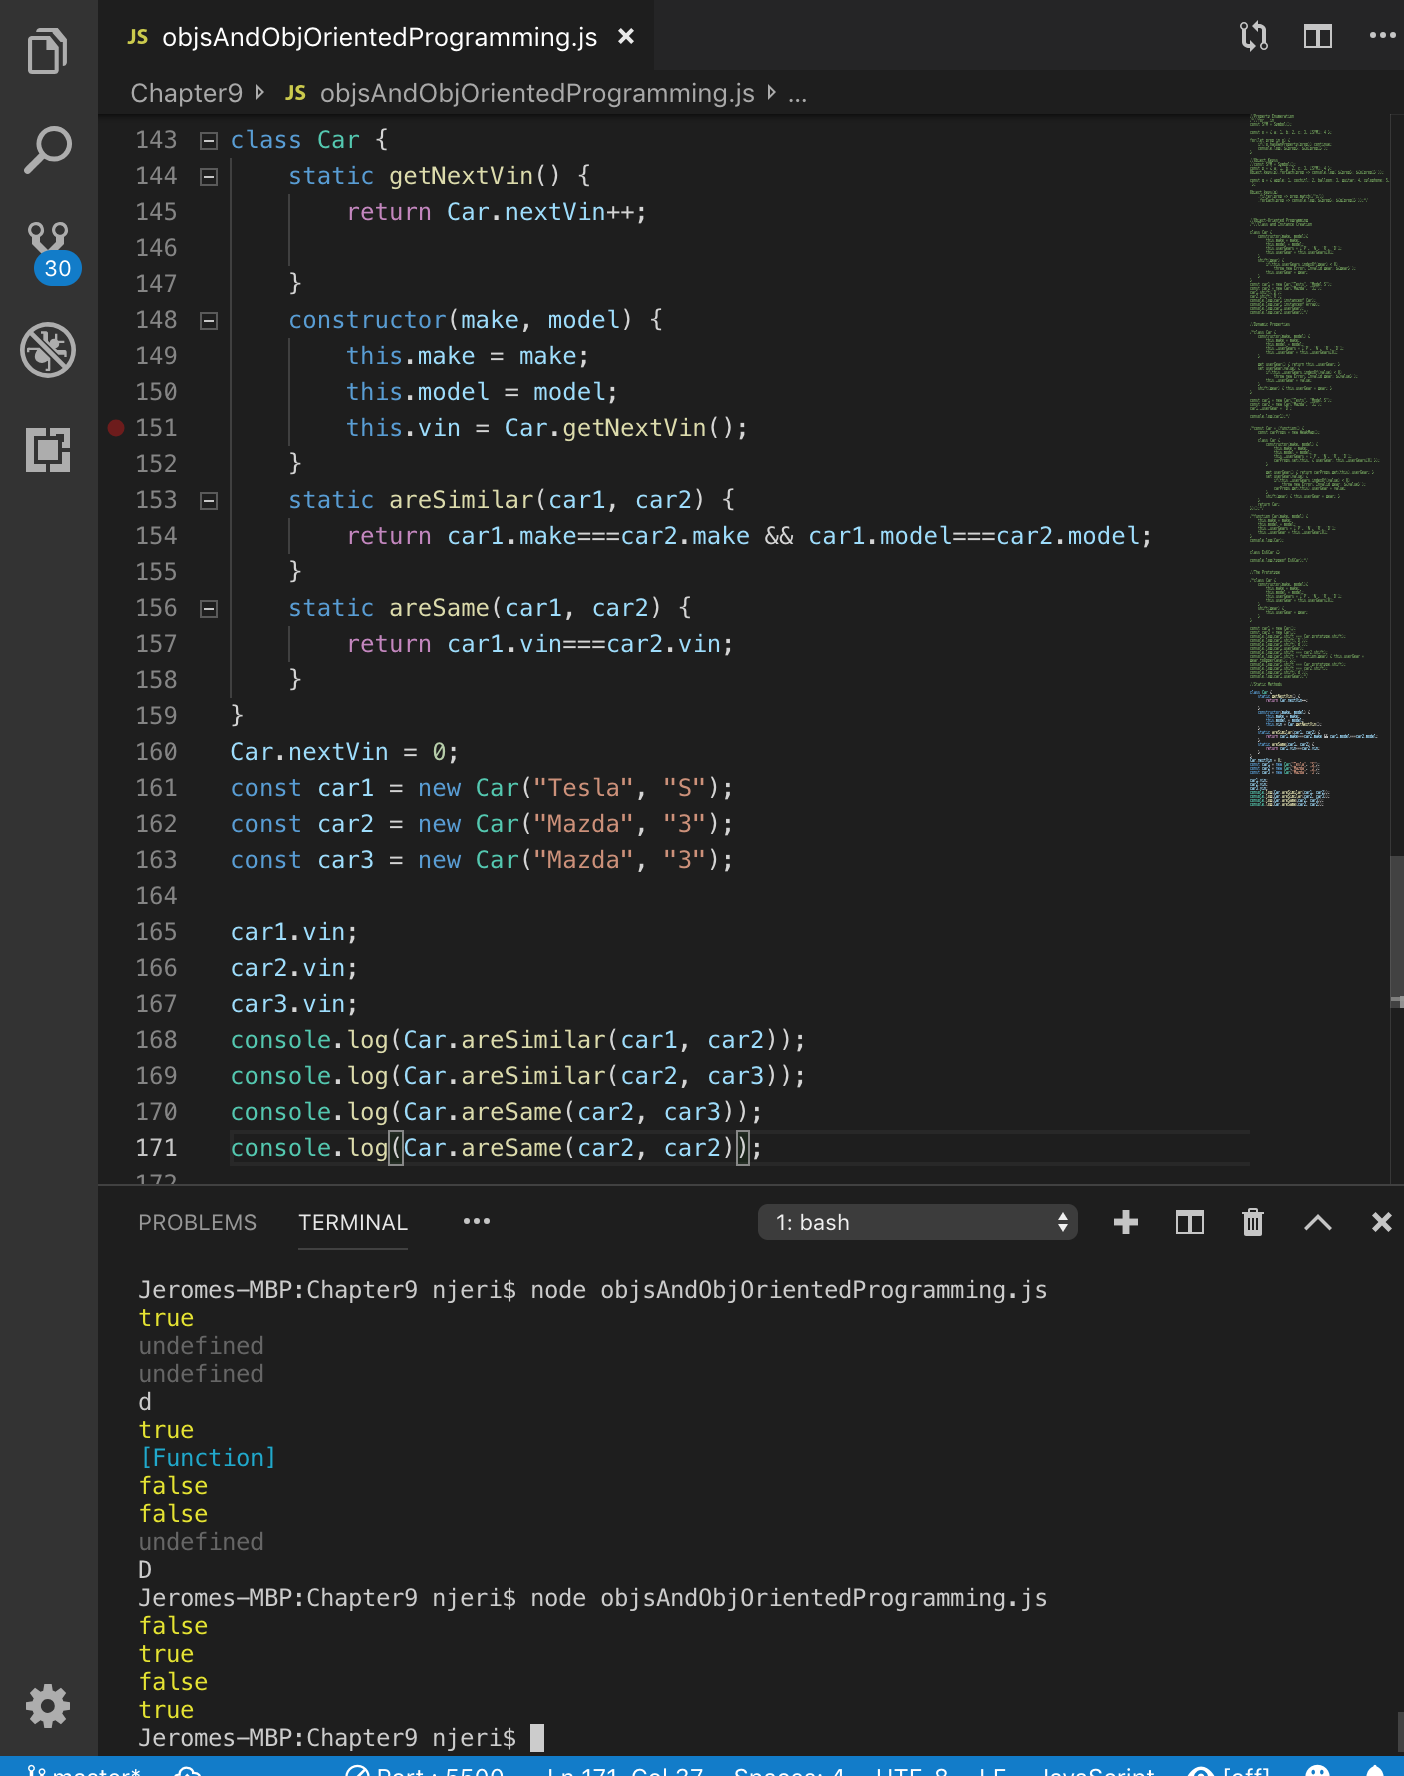 JS objsAndObjOrientedProgramming.js ×
Chapter9 JS objsAndObjOrientedProgramming.js ...
143 class Car {
144     static getNextVin() {
145         return Car.nextVin++;
146
147     }
148     constructor(make, model) {
149         this.make = make;
150         this.model = model;
151         this.vin = Car.getNextVin();
152     }
153     static areSimilar(car1, car2) {
154         return car1.make===car2.make && car1.model===car2.model;
155     }
156     static areSame(car1, car2) {
157         return car1.vin===car2.vin;
158     }
159 }
160 Car.nextVin = 0;
161 const car1 = new Car("Tesla", "S");
162 const car2 = new Car("Mazda", "3");
163 const car3 = new Car("Mazda", "3");
164
165 car1.vin;
166 car2.vin;
167 car3.vin;
168 console.log(Car.areSimilar(car1, car2));
169 console.log(Car.areSimilar(car2, car3));
170 console.log(Car.areSame(car2, car3));
171 console.log(Car.areSame(car2, car2));
172
30
PROBLEMS TERMINAL ••• 1: bash
Jeromes-MBP:Chapter9 njeri$ node objsAndObjOrientedProgramming.js
true
undefined
undefined
d
true
[Function]
false
false
undefined
D
Jeromes-MBP:Chapter9 njeri$ node objsAndObjOrientedProgramming.js
false
true
false
true
Jeromes-MBP:Chapter9 njeri$
master* Port : 5500 Ln 171, Col 37 Spaces: 4 UTF-8 LF JavaScript [off]